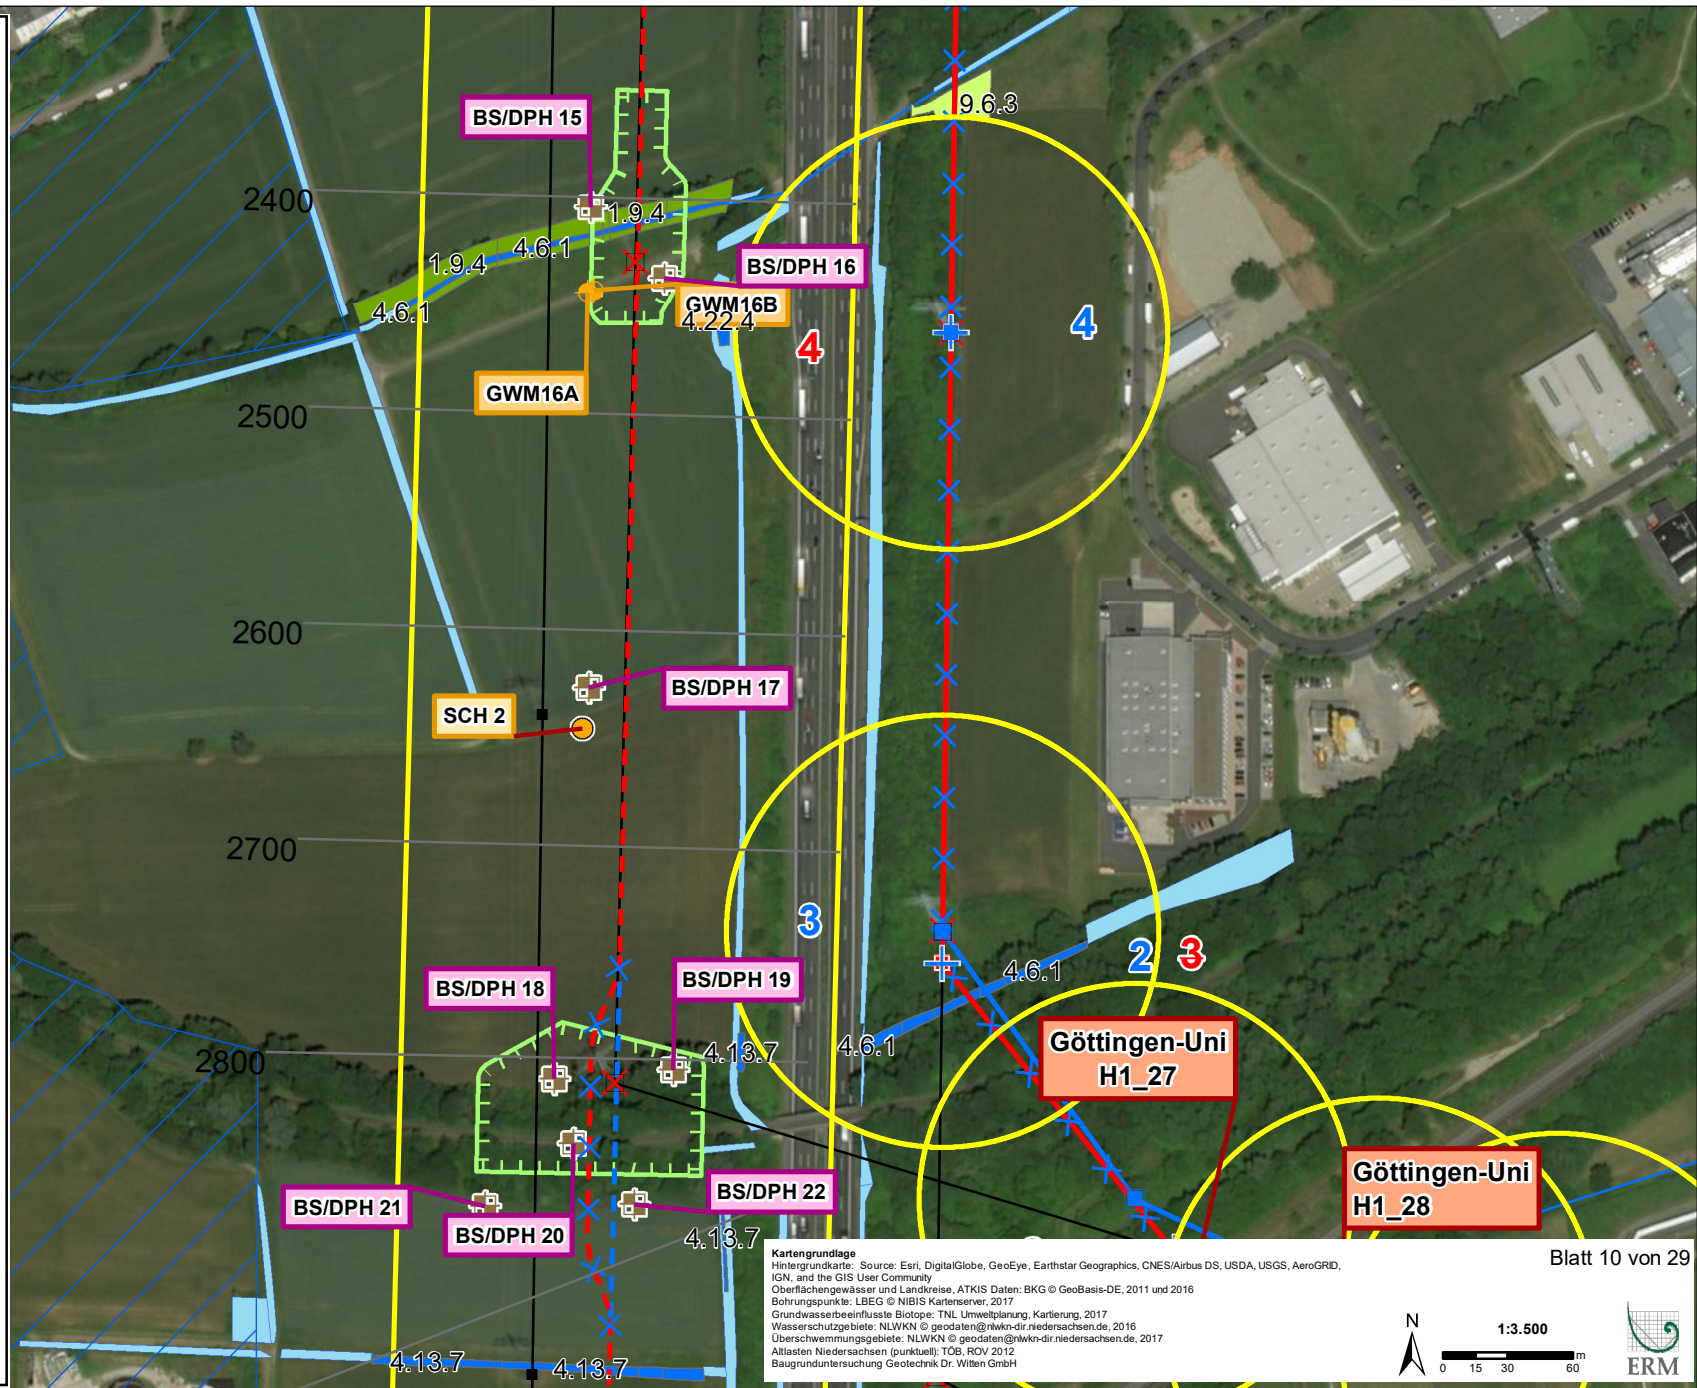 9.6.3
BS/DPH 15
2400
1.9.4
4.6.1
1.9.4
BS/DPH 16
GWM16B
4.22.4
4.6.1
4
4
GWM16A
2500
2600
BS/DPH 17
SCH 2
2700
3
2
3
4.6.1
BS/DPH 18
BS/DPH 19
4.13.7
4.6.1
2800
Göttingen-Uni
H1_27
Göttingen-Uni
H1_28
BS/DPH 21
BS/DPH 20
BS/DPH 22
4.13.7
4.13.7
4.13.7
Kartengrundlage
Hintergrundkarte: Source: Esri, DigitalGlobe, GeoEye, Earthstar Geographics, CNES/Airbus DS, USDA, USGS, AeroGRID,
IGN, and the GIS User Community
Oberflächengewässer und Landkreise, ATKIS Daten: BKG © GeoBasis-DE, 2011 und 2016
Bohrungspunkte: LBEG © NIBIS Kartenserver, 2017
Grundwasserbeeinflusste Biotope: TNL Umweltplanung, Kartierung, 2017
Wasserschutzgebiete: NLWKN © geodaten@nlwkn-dir.niedersachsen.de, 2016
Überschwemmungsgebiete: NLWKN © geodaten@nlwkn-dir.niedersachsen.de, 2017
Altlasten Niedersachsen (punktuell): TÖB, ROV 2012
Baugrunduntersuchung Geotechnik Dr. Witten GmbH
Blatt 10 von 29
N
1:3.500
0 15 30 60 m
ERM